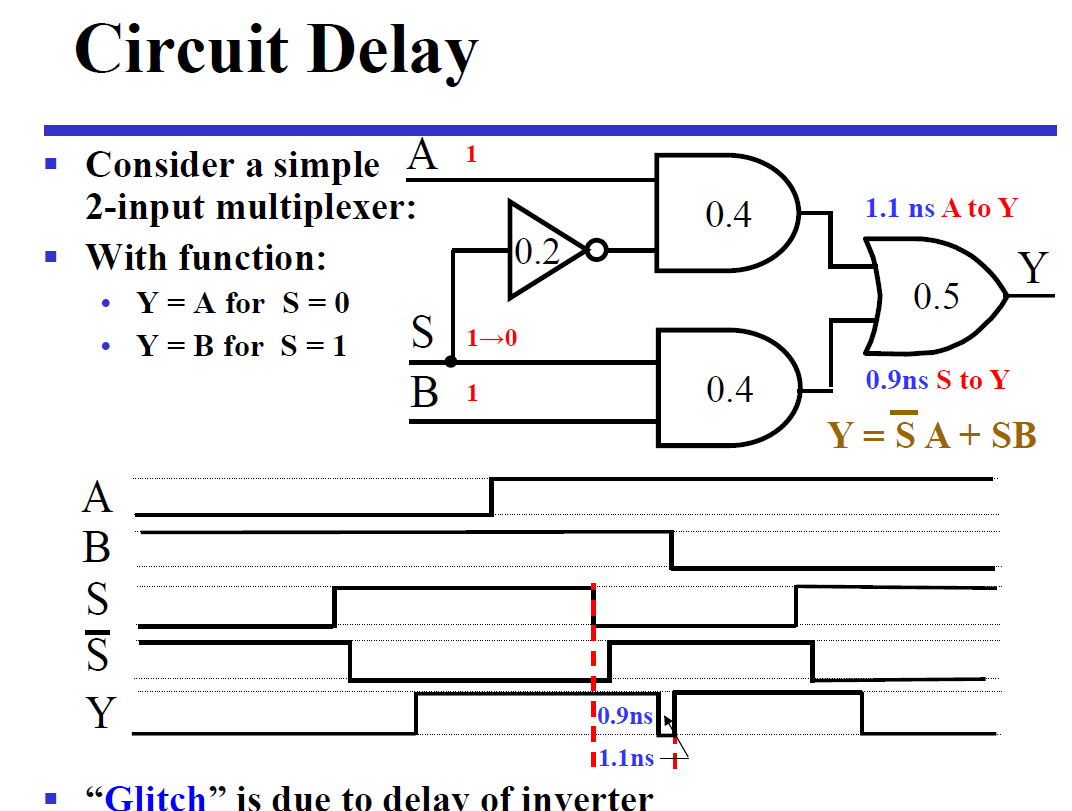 Circuit Delay
▪ Consider a simple
2-input multiplexer:
▪ With function:
• Y = A for S = 0
• Y = B for S = 1
A 1
0.4
1.1 ns A to Y
0.2
Y
0.5
S 1→0
B 1
0.4
0.9ns S to Y
Y = S̅ A + SB
A
B
S
S̅
Y
0.9ns
1.1ns
▪ “Glitch” is due to delay of inverter